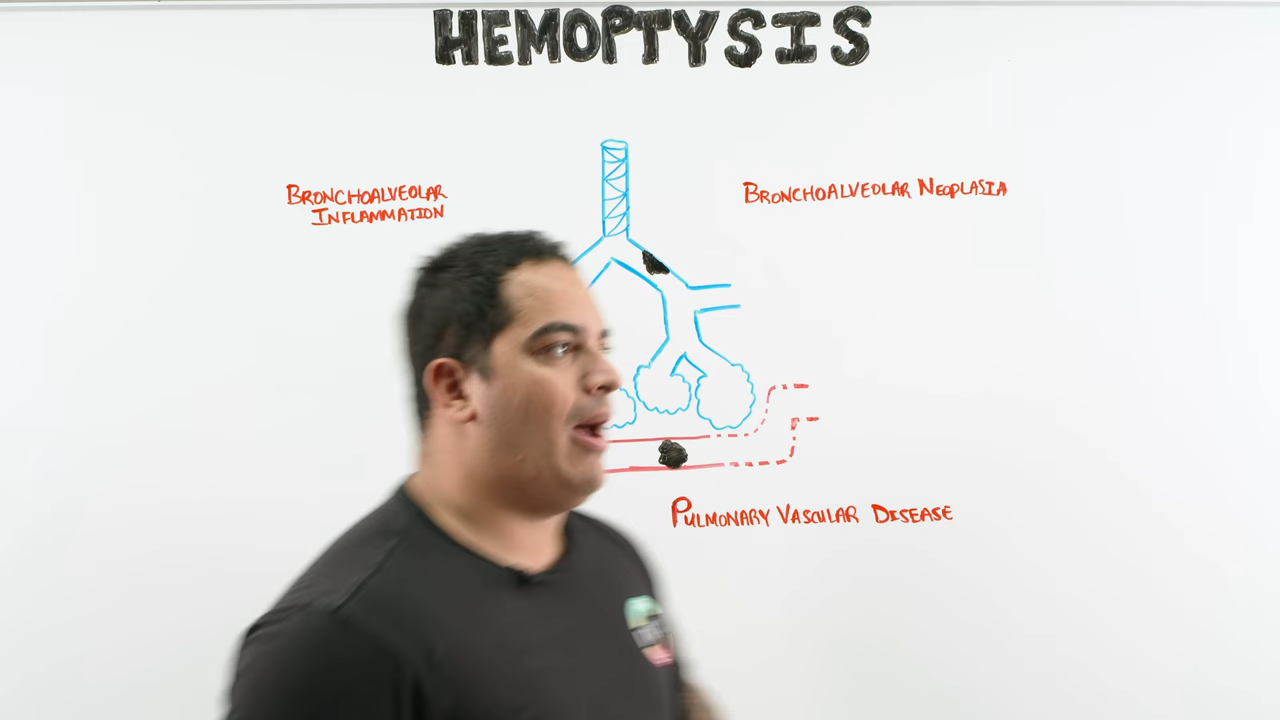 HEMOPTYSIS
BRONCHOALVEOLAR
INFLAMMATION
BRONCHOALVEOLAR NEOPLASIA
PULMONARY VASCULAR DISEASE